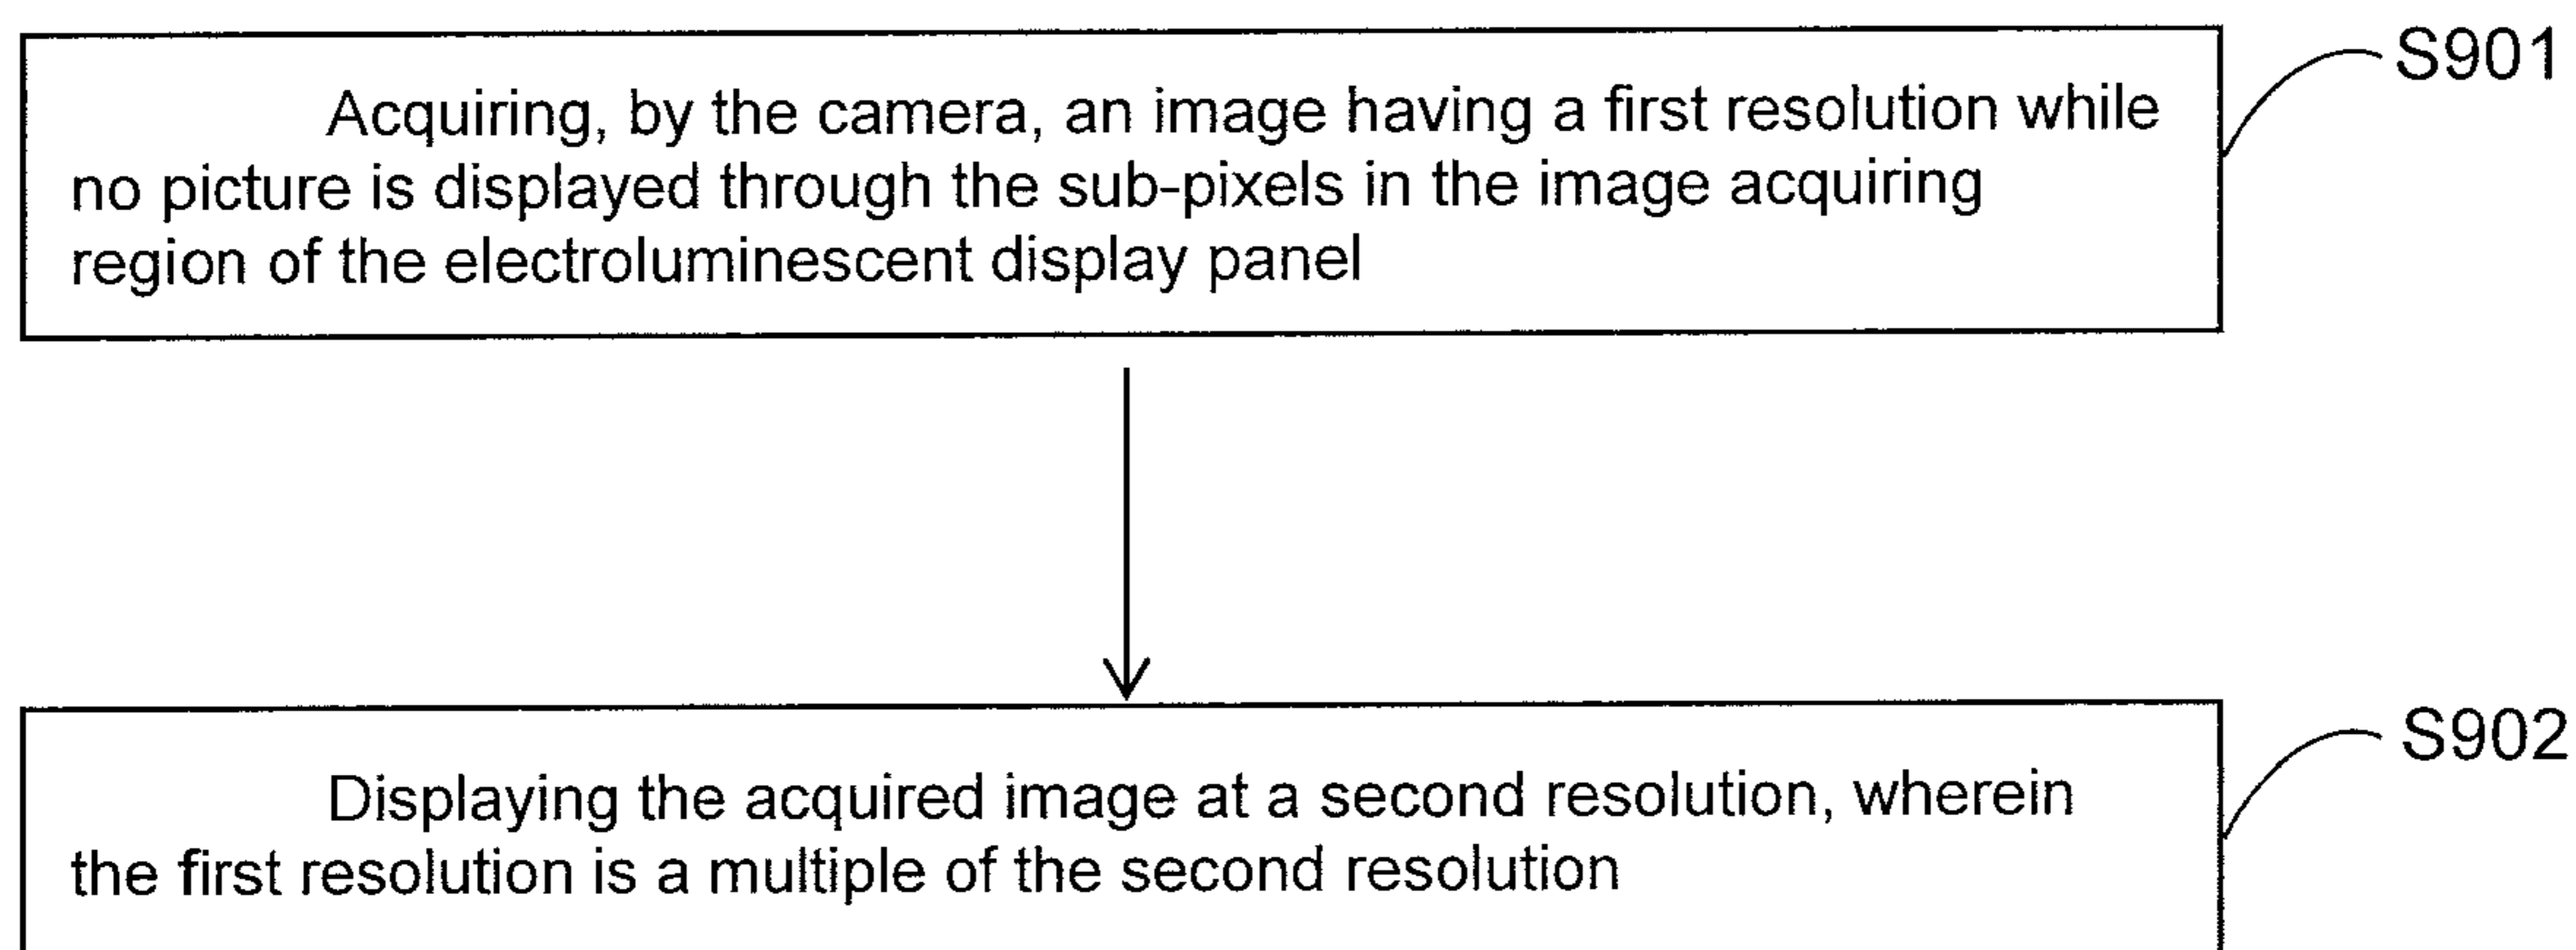 S901
Acquiring, by the camera, an image having a first resolution while
no picture is displayed through the sub-pixels in the image acquiring
region of the electroluminescent display panel
S902
Displaying the acquired image at a second resolution, wherein
the first resolution is a multiple of the second resolution